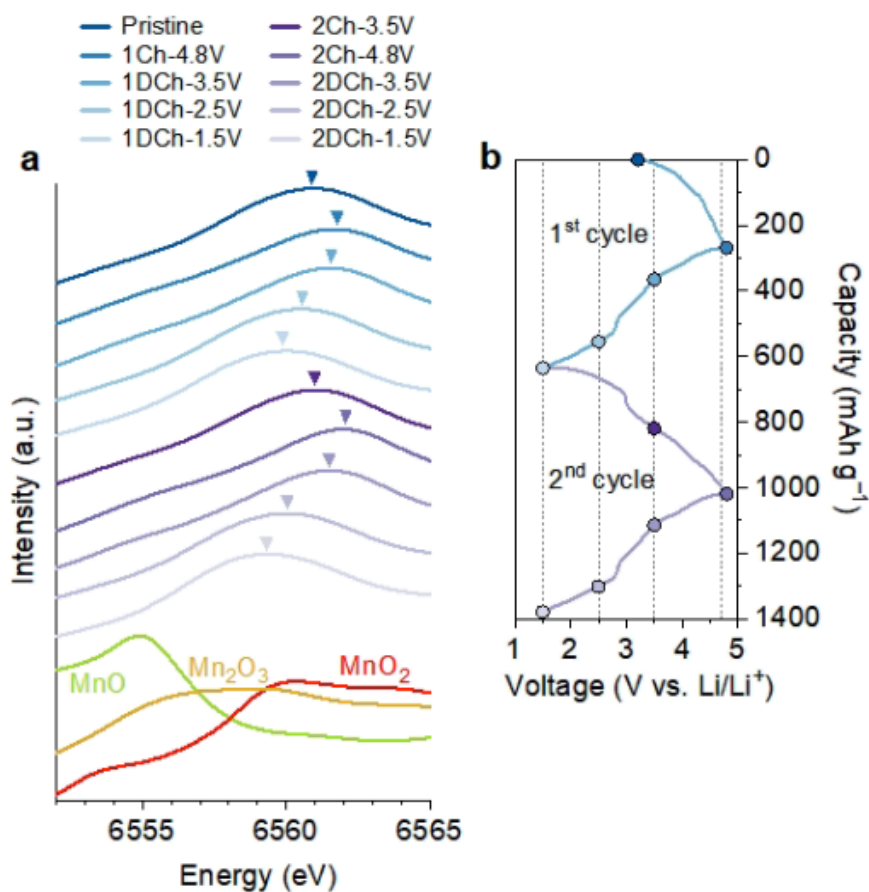 Pristine
1Ch-4.8V
1DCh-3.5V
1DCh-2.5V
1DCh-1.5V
2Ch-3.5V
2Ch-4.8V
2DCh-3.5V
2DCh-2.5V
2DCh-1.5V
a
Intensity (a.u.)
MnO
Mn₂O₃
MnO₂
6555
6560
6565
Energy (eV)
b
1ˢᵗ cycle
2ⁿᵈ cycle
0
200
400
600
800
1000
1200
1400
Capacity (mAh g⁻¹)
1
2
3
4
5
Voltage (V vs. Li/Li⁺)